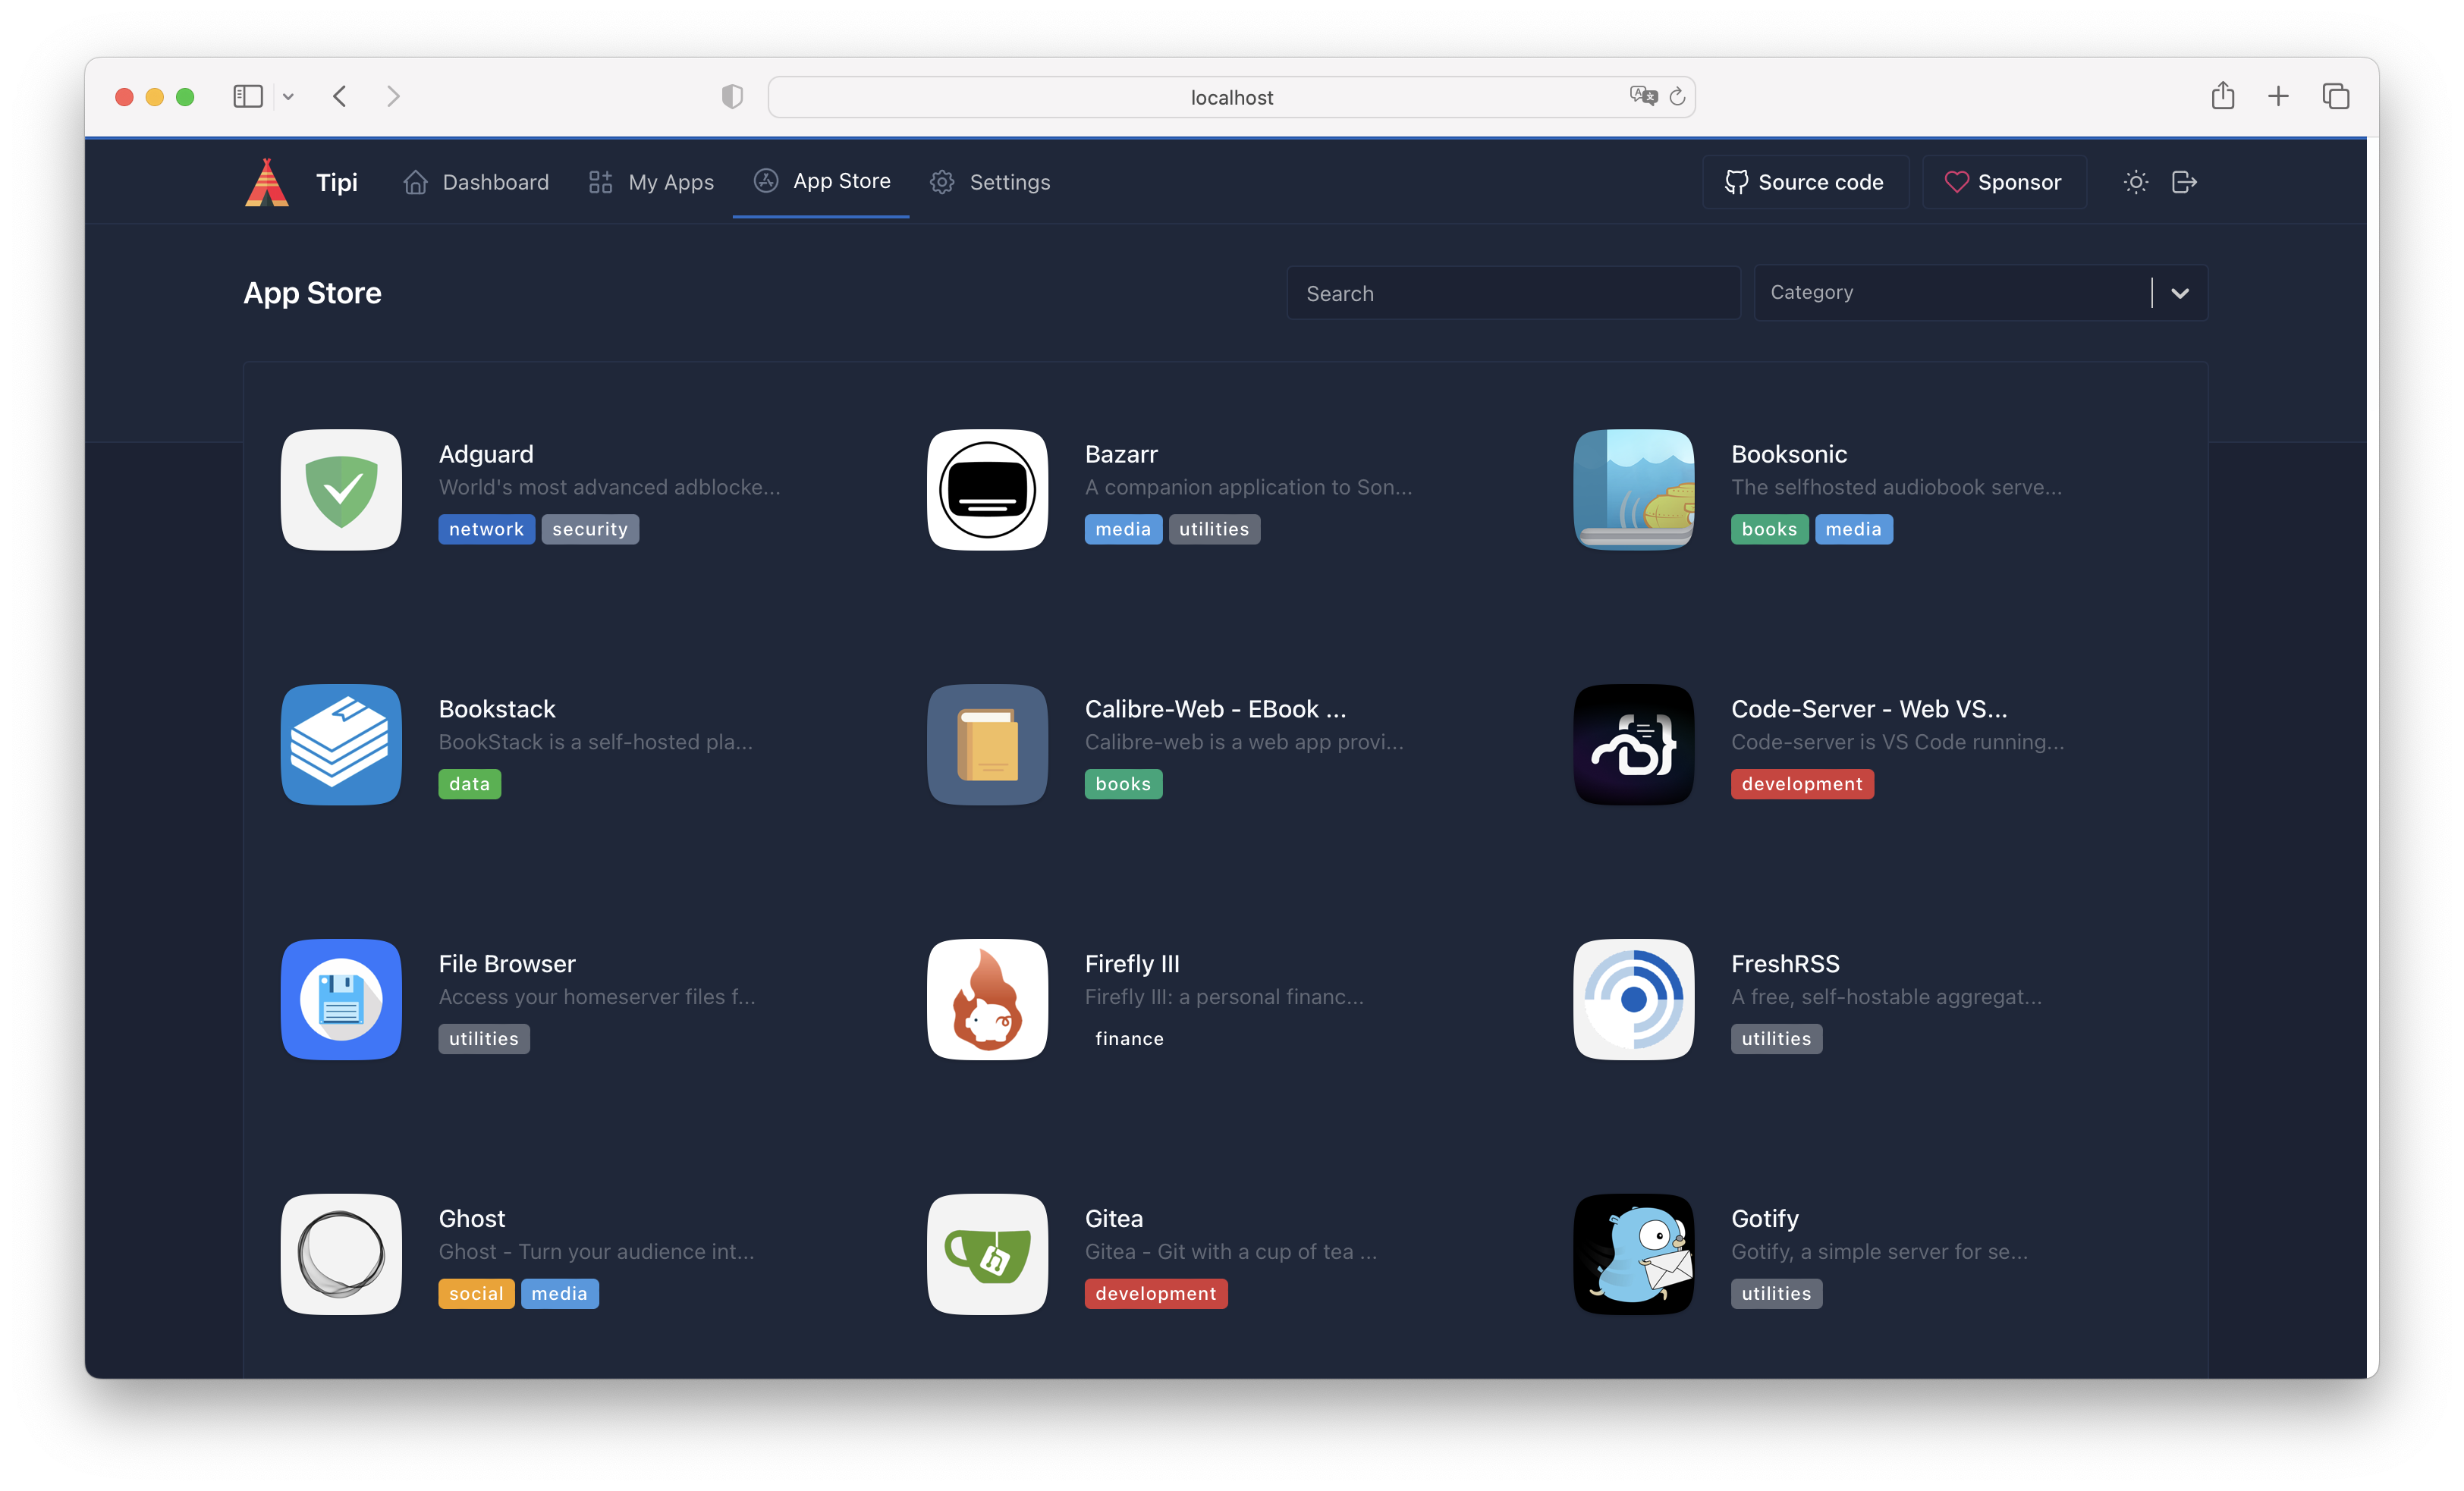 localhost
Tipi
Dashboard
My Apps
App Store
Settings
Source code
Sponsor
App Store
Search
Category
Adguard
World's most advanced adblocke...
network security
Bazarr
A companion application to Son...
media utilities
Booksonic
The selfhosted audiobook serve...
books media
Bookstack
BookStack is a self-hosted pla...
data
Calibre-Web - EBook ...
Calibre-web is a web app provi...
books
Code-Server - Web VS...
Code-server is VS Code running...
development
File Browser
Access your homeserver files f...
utilities
Firefly III
Firefly III: a personal financ...
finance
FreshRSS
A free, self-hostable aggregat...
utilities
Ghost
Ghost - Turn your audience int...
social media
Gitea
Gitea - Git with a cup of tea ...
development
Gotify
Gotify, a simple server for se...
utilities